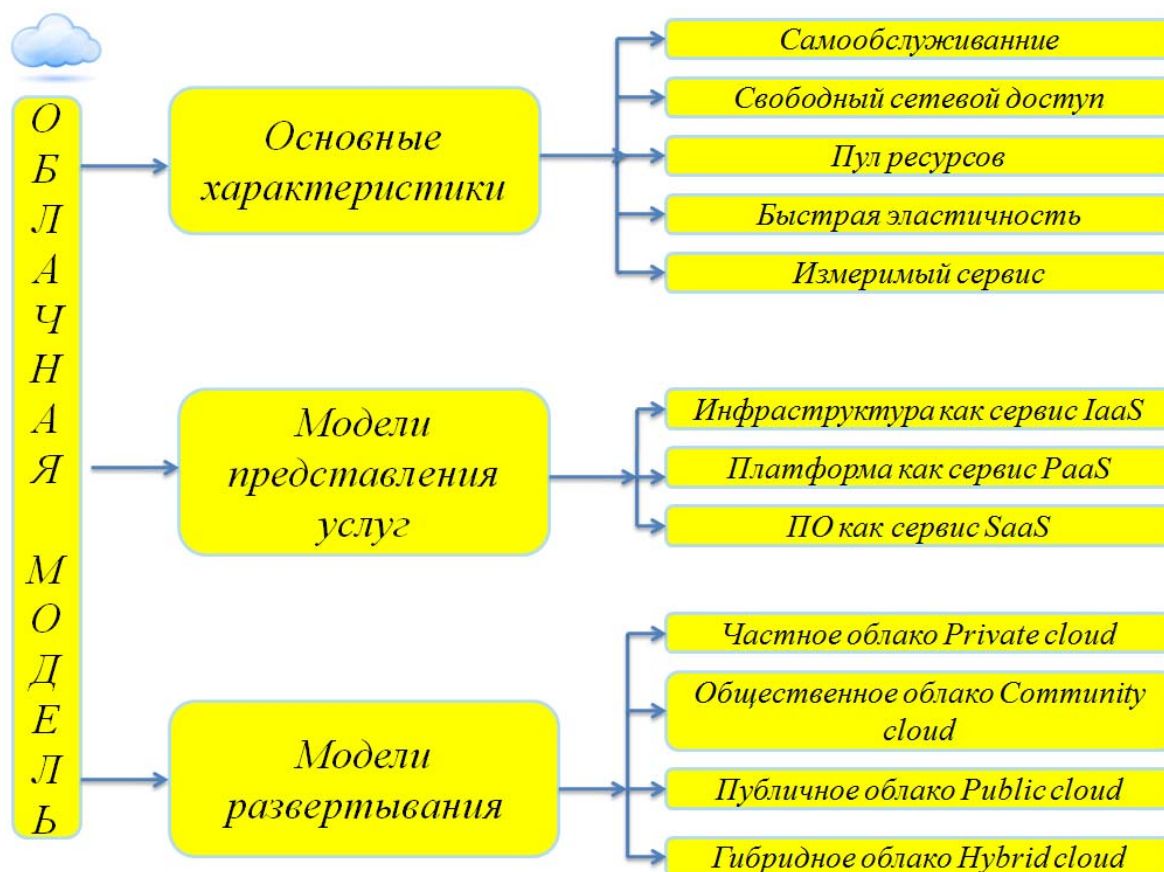 ОБЛАЧНАЯ МОДЕЛЬ
Основные
характеристики
Самообслуживанние
Свободный сетевой доступ
Пул ресурсов
Быстрая эластичность
Измеримый сервис
Модели
представления
услуг
Инфраструктура как сервис IaaS
Платформа как сервис PaaS
ПО как сервис SaaS
Модели
развертывания
Частное облако Private cloud
Общественное облако Community
cloud
Публичное облако Public cloud
Гибридное облако Hybrid cloud